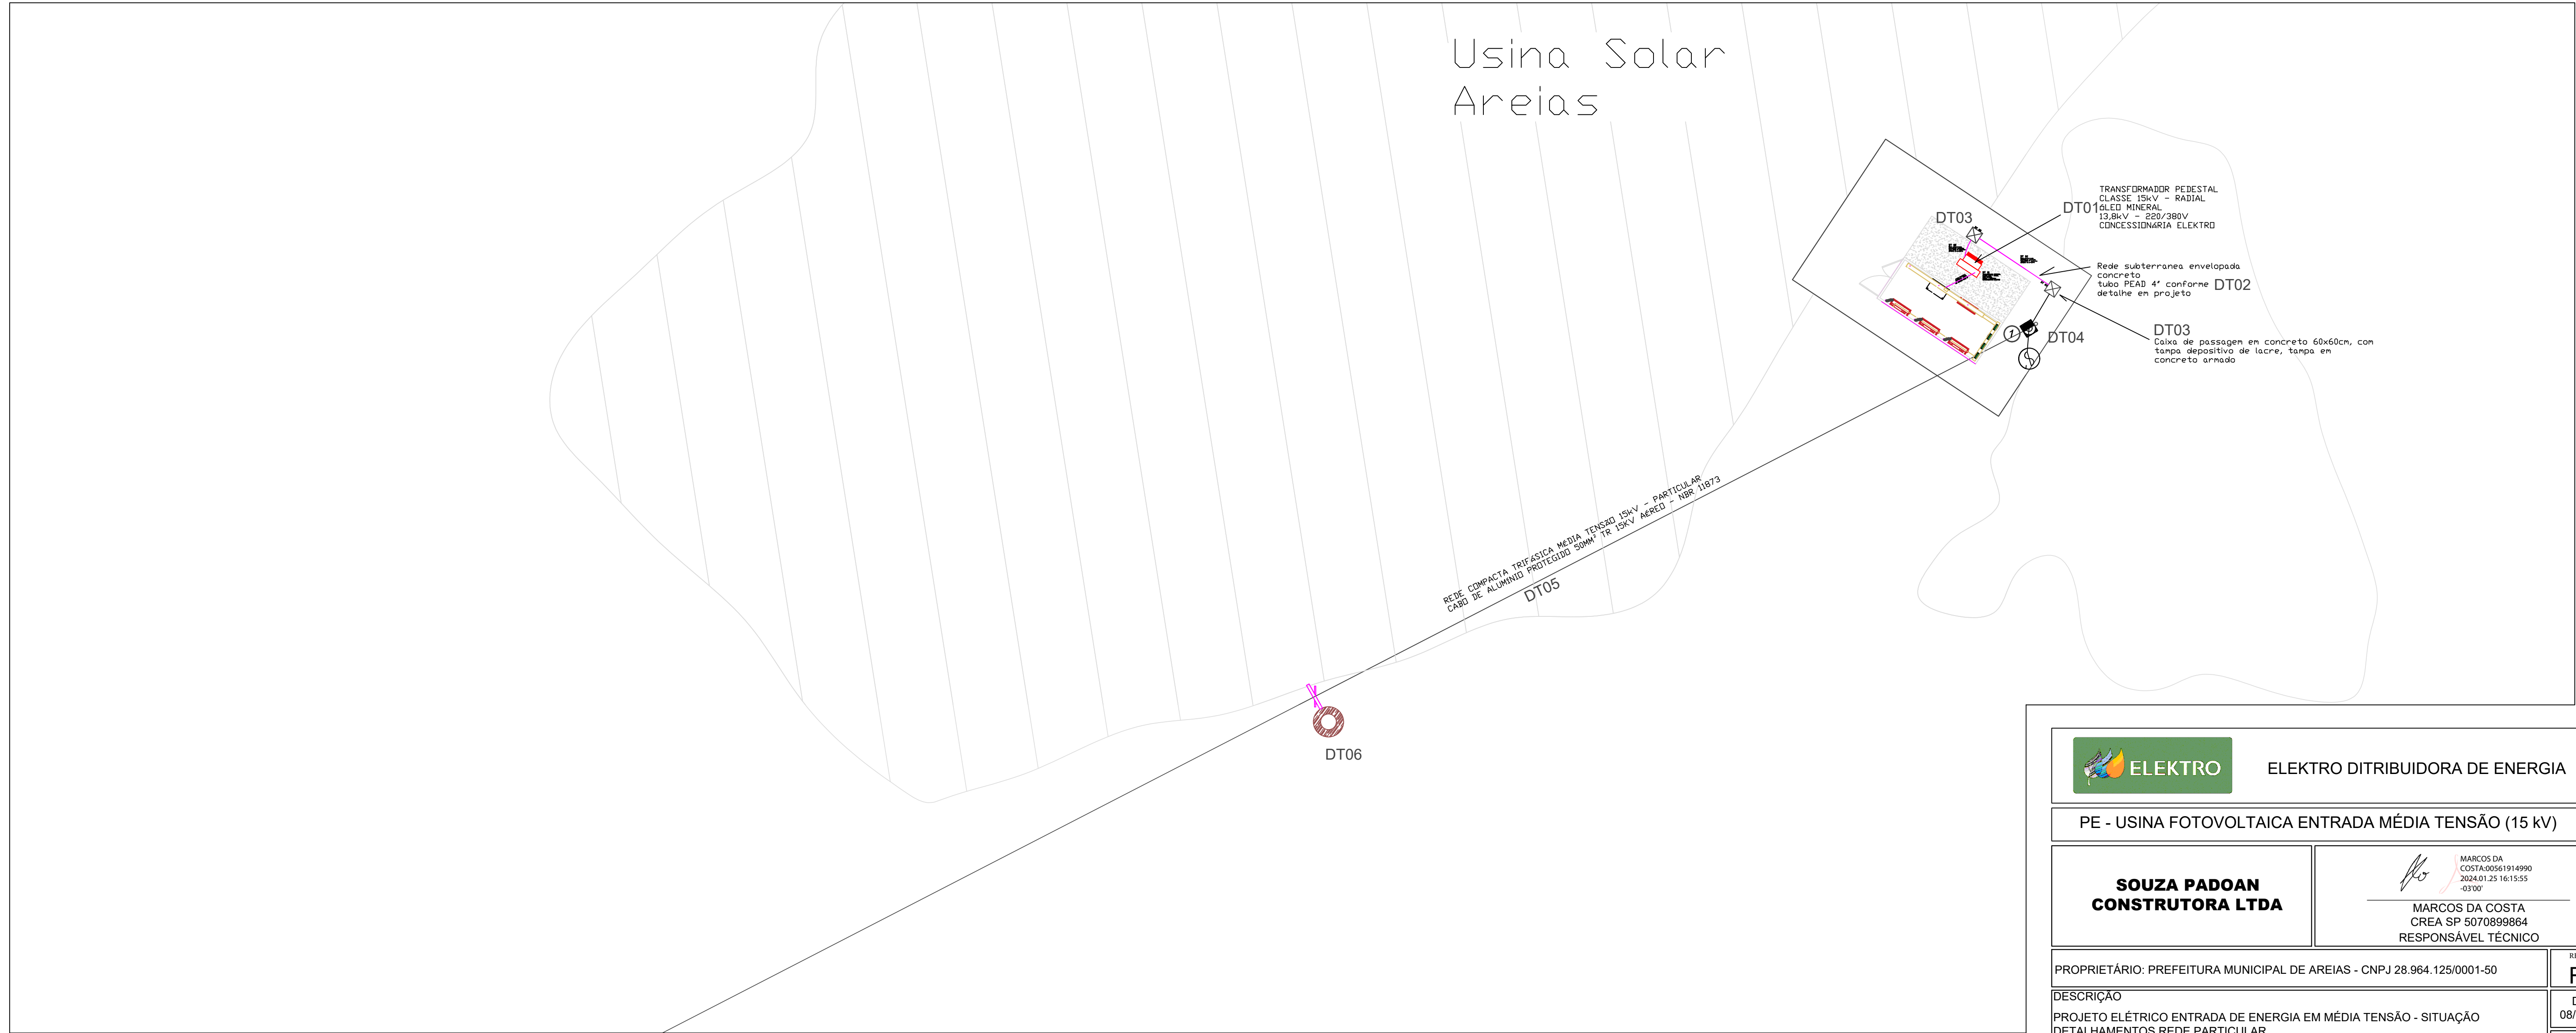 Usina Solar
Areias
TRANSFORMADOR PEDESTAL
CLASSE 15kV - RADIAL
DT01
ÓLEO MINERAL
13,8kV - 220/380V
CONCESSIONÁRIA ELEKTRO
DT03
Rede subterranea envelopada
concreto
tubo PEAD 4" conforme
detalhe em projeto
DT02
DT03
Caixa de passagem em concreto 60x60cm, com
tampa depositivo de lacre, tampa em
concreto armado
1
DT04
REDE COMPACTA TRIFÁSICA MéDIA TENSÃO 15kV - PARTICULAR
CABO DE ALUMINIO PROTEGIDO 50MM² TR 15KV AéREO - NBR 11873
DT05
DT06
ELEKTRO
ELEKTRO DITRIBUIDORA DE ENERGIA
PE - USINA FOTOVOLTAICA ENTRADA MÉDIA TENSÃO (15 kV)
SOUZA PADOAN
CONSTRUTORA LTDA
MARCOS DA
COSTA:00561914990
2024.01.25 16:15:55
-03'00'
MARCOS DA COSTA
CREA SP 5070899864
RESPONSÁVEL TÉCNICO
PROPRIETÁRIO: PREFEITURA MUNICIPAL DE AREIAS - CNPJ 28.964.125/0001-50
DESCRIÇÃO
08/
PROJETO ELÉTRICO ENTRADA DE ENERGIA EM MÉDIA TENSÃO - SITUAÇÃO
DETALHAMENTOS REDE PARTICULAR